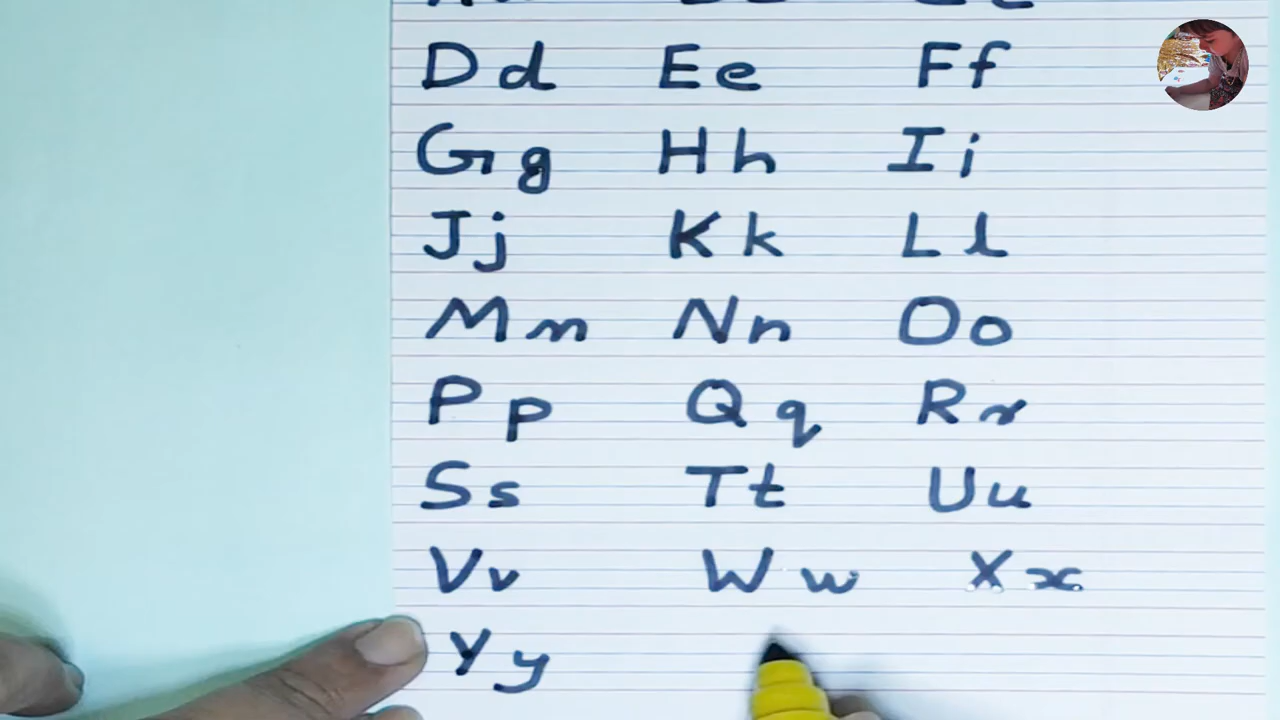 Dd Ee Ff
Gg Hh Ii
Jj Kk Ll
Mm Nn Oo
Pp Qq Rr
Ss Tt Uu
Vv Ww Xx
Yy